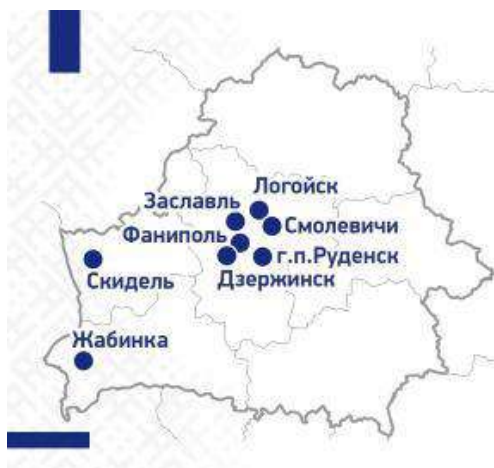 Логойск
Заславль
Смолевичи
Фаниполь
г.п.Руденск
Дзержинск
Скидель
Жабинка